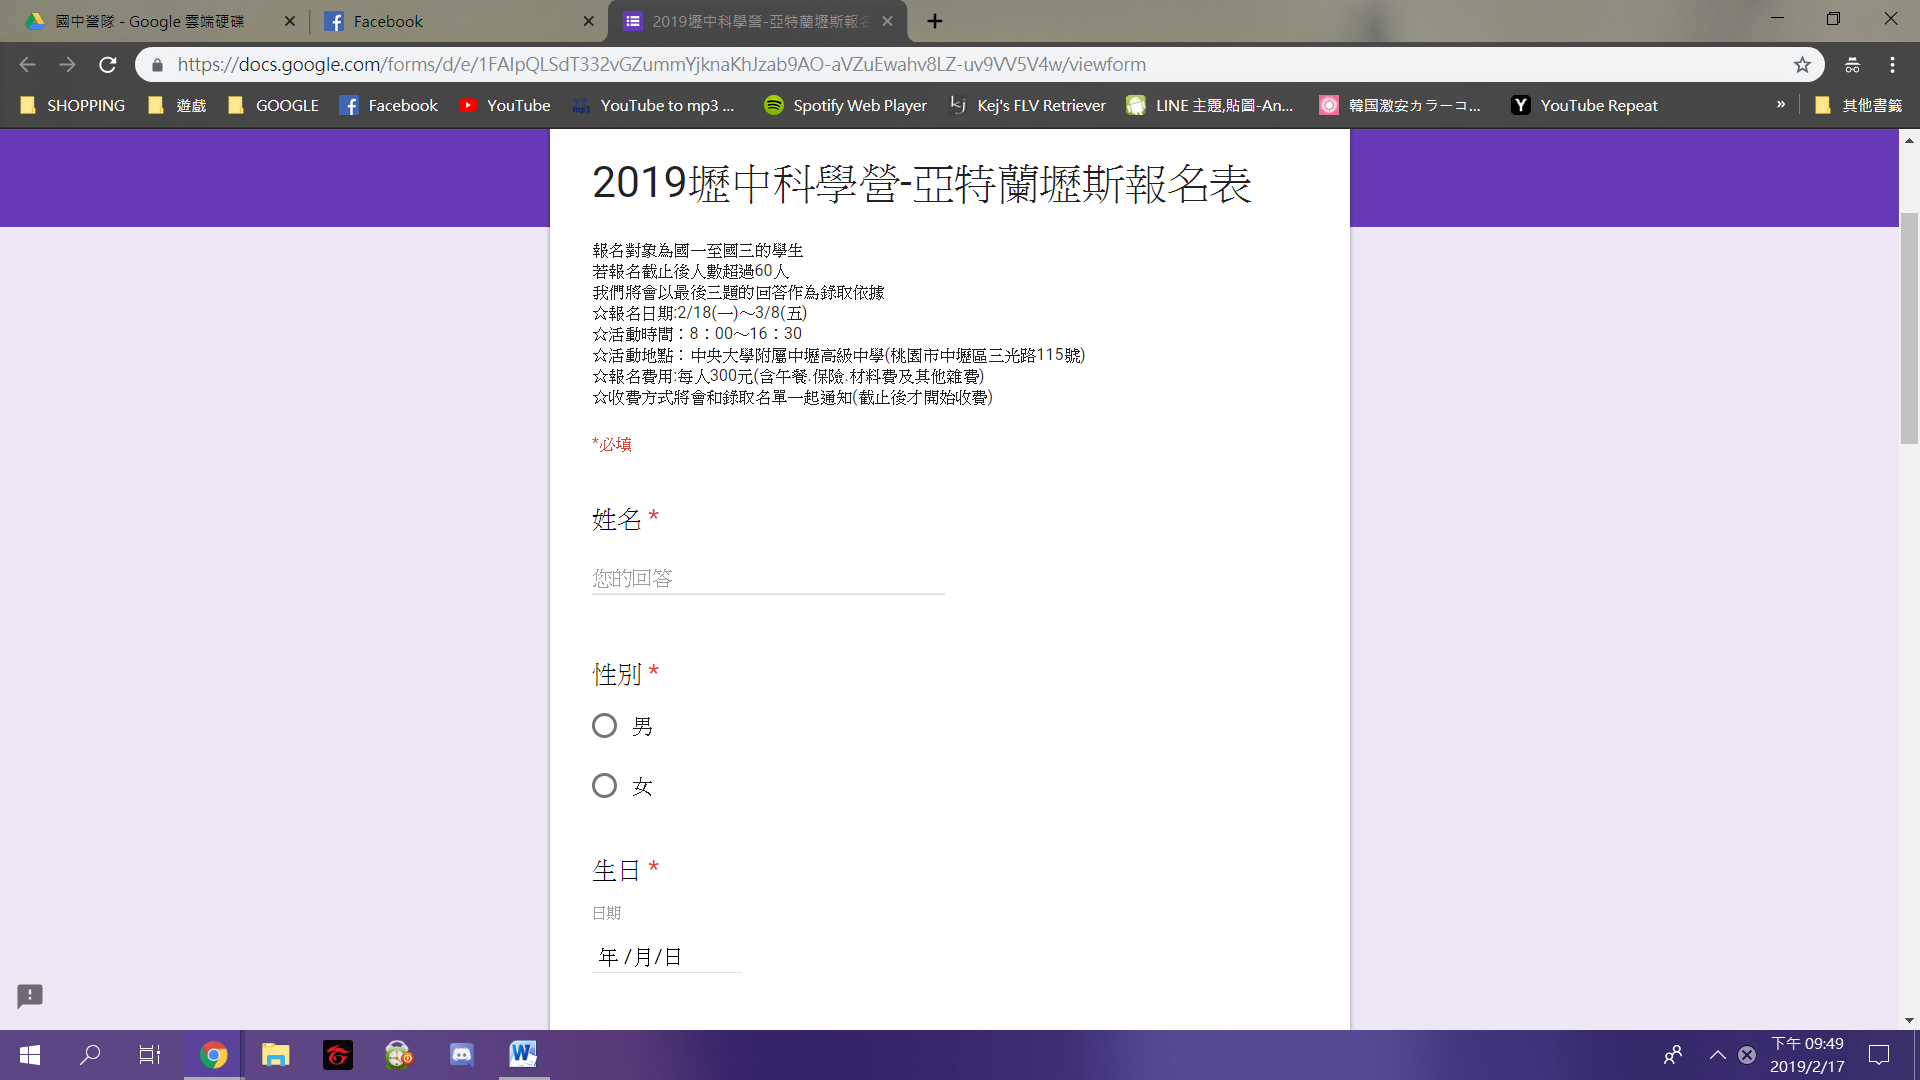 國中營隊 - Google 雲端硬碟
Facebook
2019壢中科學營-亞特蘭壢斯報名
https://docs.google.com/forms/d/e/1FAIpQLSdT332vGZummYjknaKhJzab9AO-aVZuEwahv8LZ-uv9VV5V4w/viewform
SHOPPING
遊戲
GOOGLE
Facebook
YouTube
YouTube to mp3 ...
Spotify Web Player
Kej's FLV Retriever
LINE 主題,貼圖-An...
韓国激安カラーコ...
YouTube Repeat
»
其他書籤
2019壢中科學營-亞特蘭壢斯報名表
報名對象為國一至國三的學生
若報名截止後人數超過60人
我們將會以最後三題的回答作為錄取依據
☆報名日期:2/18(一)～3/8(五)
☆活動時間：8：00～16：30
☆活動地點：中央大學附屬中壢高級中學(桃園市中壢區三光路115號)
☆報名費用:每人300元(含午餐.保險.材料費及其他雜費)
☆收費方式將會和錄取名單一起通知(截止後才開始收費)
*必填
姓名 *
您的回答
性別 *
男
女
生日 *
日期
年 /月/日
下午 09:49
2019/2/17